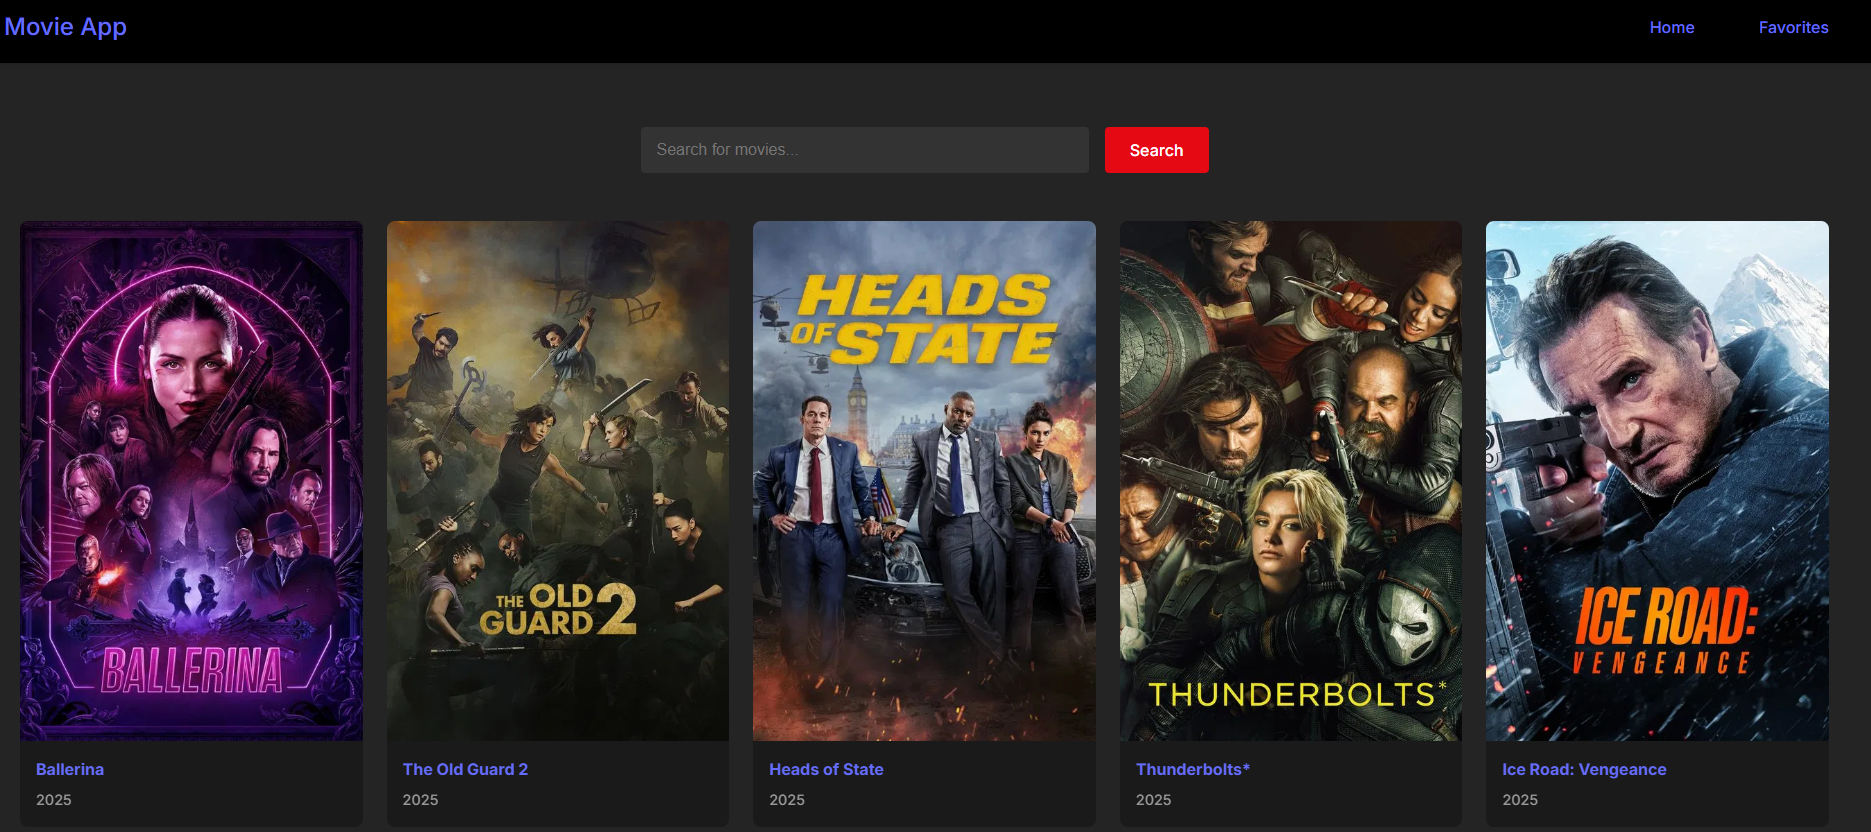 Movie App
Home
Favorites
Search for movies...
Search
BALLERINA
THE OLD
GUARD 2
HEADS
OF STATE
THUNDERBOLTS*
ICE ROAD:
VENGEANCE
Ballerina
2025
The Old Guard 2
2025
Heads of State
2025
Thunderbolts*
2025
Ice Road: Vengeance
2025